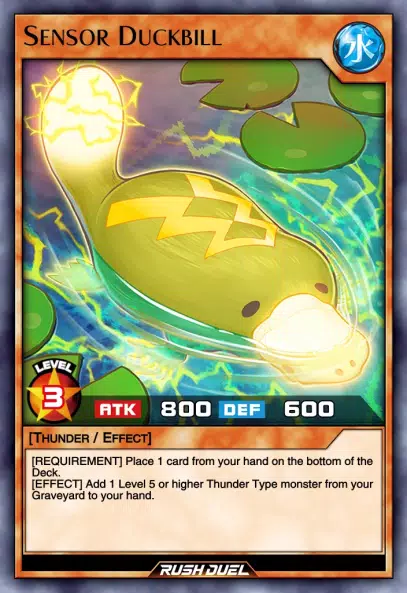 SENSOR DUCKBILL
水
LEVEL
3
ATK 800 DEF 600
[THUNDER / EFFECT]
[REQUIREMENT] Place 1 card from your hand on the bottom of the
Deck.
[EFFECT] Add 1 Level 5 or higher Thunder Type monster from your
Graveyard to your hand.
RUSH DUEL